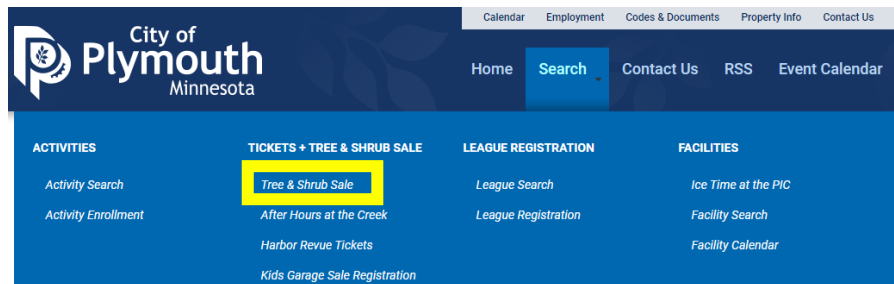 Calendar Employment Codes & Documents Property Info Contact Us
City of
Plymouth
Minnesota
Home Search Contact Us RSS Event Calendar
ACTIVITIES
Activity Search
Activity Enrollment
TICKETS + TREE & SHRUB SALE
Tree & Shrub Sale
After Hours at the Creek
Harbor Revue Tickets
Kids Garage Sale Registration
LEAGUE REGISTRATION
League Search
League Registration
FACILITIES
Ice Time at the PIC
Facility Search
Facility Calendar